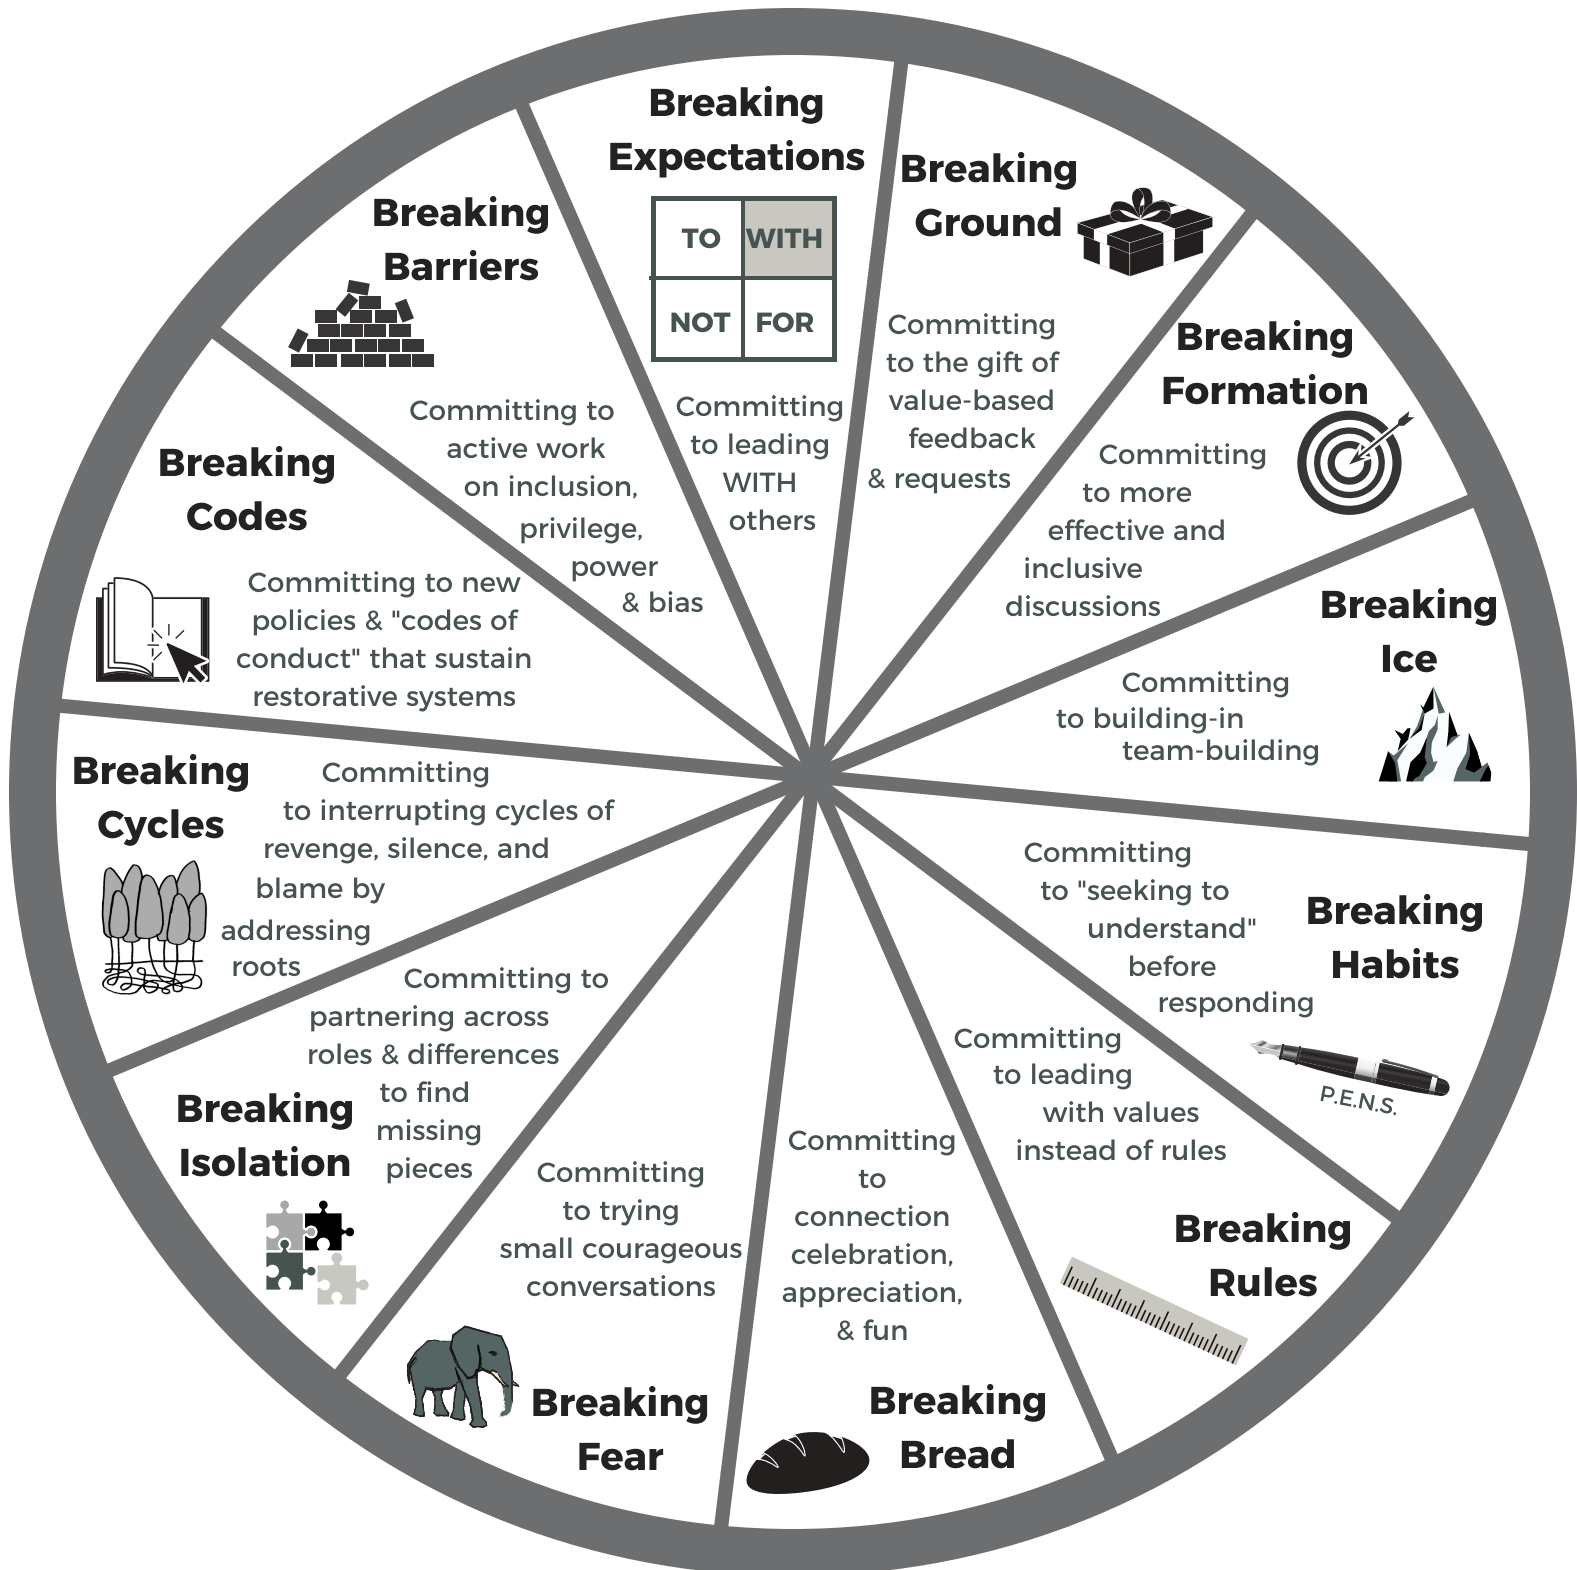 Breaking
Expectations
TO
WITH
NOT
FOR
Committing
to leading
WITH
others
Breaking
Ground
Committing
to the gift of
value-based
feedback
& requests
Breaking
Formation
Committing
to more
effective and
inclusive
discussions
Breaking
Ice
Committing
to building-in
team-building
Committing
to "seeking to
understand"
before
responding
Breaking
Habits
P.E.N.S.
Committing
to leading
with values
instead of rules
Breaking
Rules
Committing
to
connection
celebration,
appreciation,
& fun
Breaking
Bread
Committing
to trying
small courageous
conversations
Breaking
Fear
Committing to
partnering across
roles & differences
to find
missing
pieces
Breaking
Isolation
Breaking
Cycles
Committing
to interrupting cycles of
revenge, silence, and
blame by
addressing
roots
Breaking
Codes
Committing to new
policies & "codes of
conduct" that sustain
restorative systems
Breaking
Barriers
Committing to
active work
on inclusion,
privilege,
power
& bias